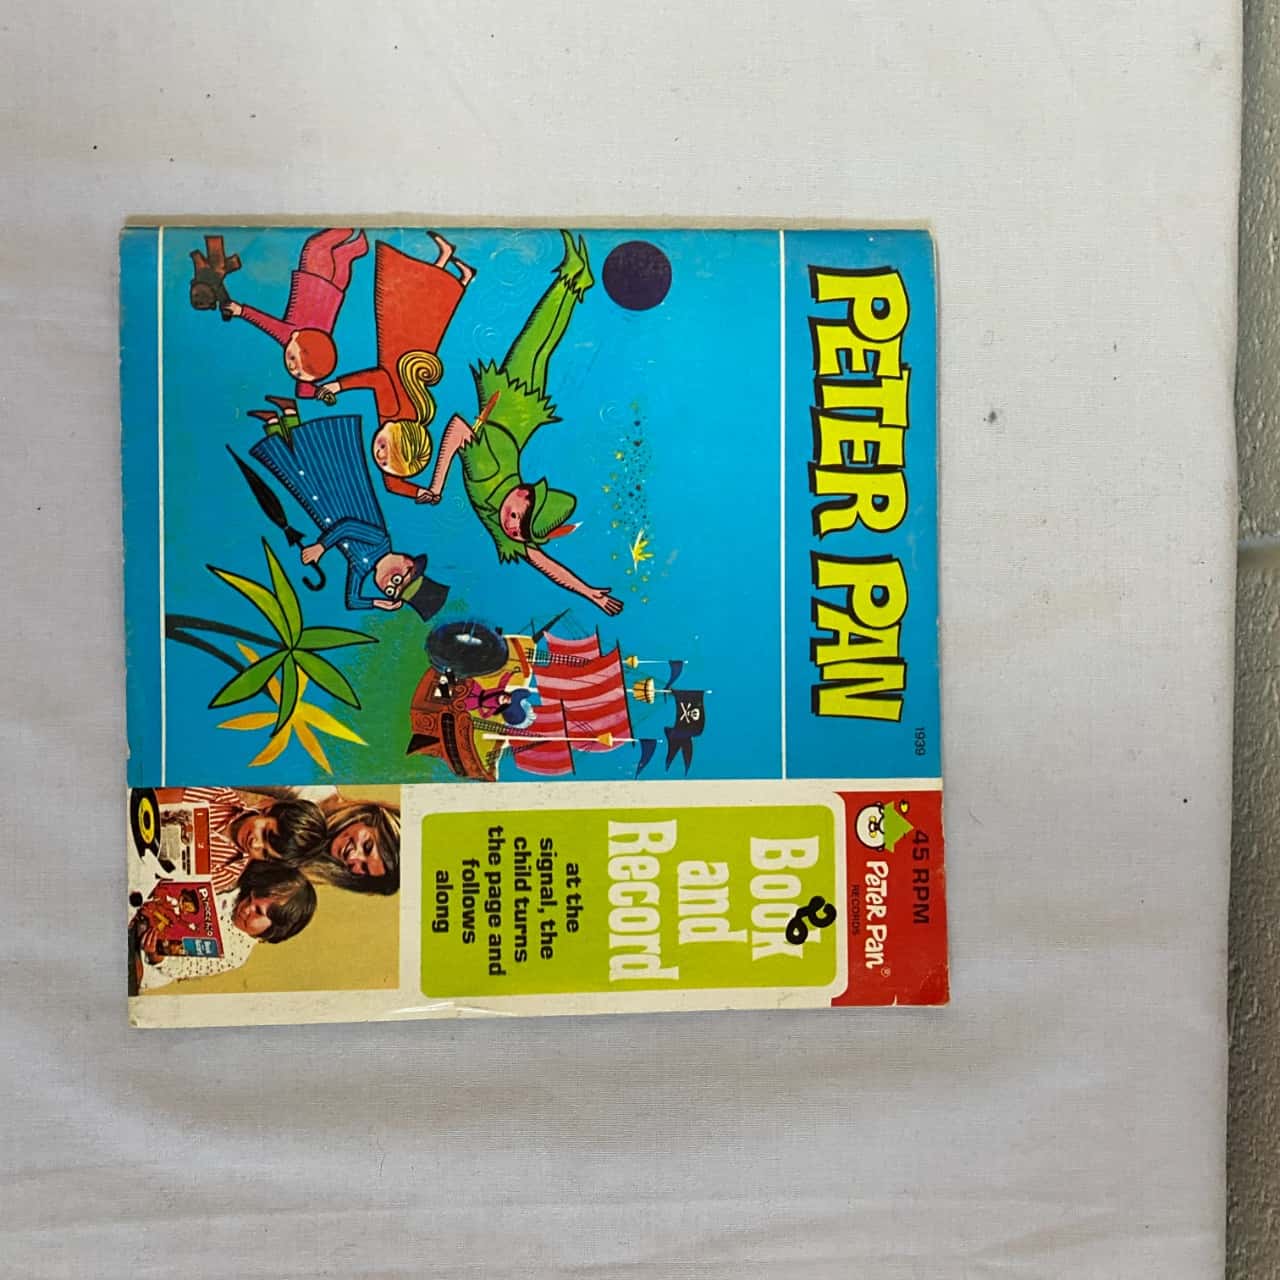 PETER PAN
1939
45 RPM
PETER PAN®
RECORDS
Book
and
Record
at the
signal, the
child turns
the page and
follows
along
Pinocchio